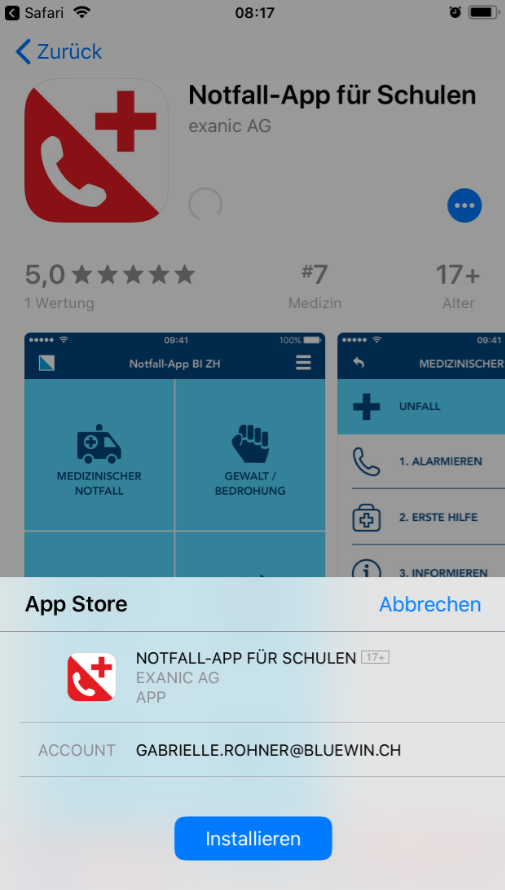 Safari
08:17
Zurück
Notfall-App für Schulen
exanic AG
5,0
#7
17+
1 Wertung
Medizin
Alter
09:41
100%
09:41
Notfall-App BI ZH
MEDIZINISCHER
UNFALL
MEDIZINISCHER
NOTFALL
GEWALT /
BEDROHUNG
1. ALARMIEREN
2. ERSTE HILFE
3. INFORMIEREN
App Store
Abbrechen
NOTFALL-APP FÜR SCHULEN 17+
EXANIC AG
APP
ACCOUNT GABRIELLE.ROHNER@BLUEWIN.CH
Installieren